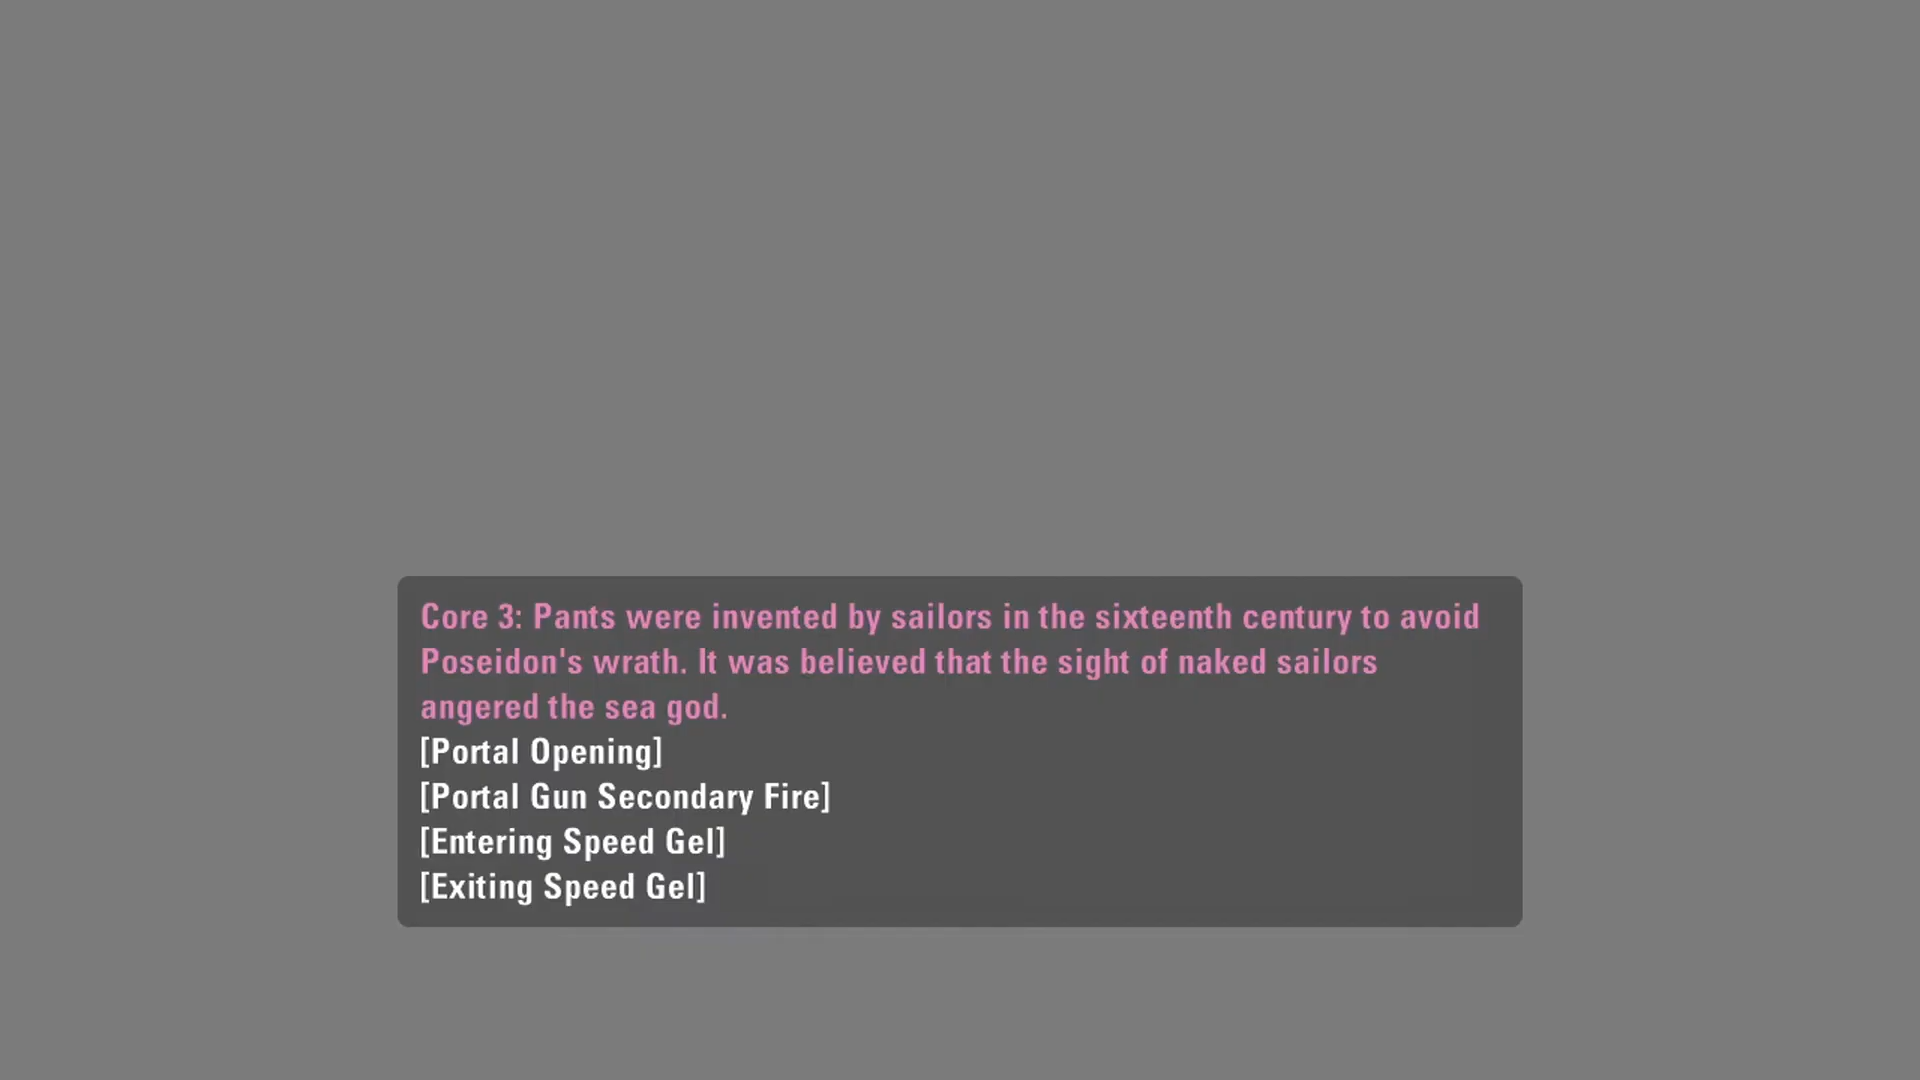 Core 3: Pants were invented by sailors in the sixteenth century to avoid
Poseidon's wrath. It was believed that the sight of naked sailors
angered the sea god.
[Portal Opening]
[Portal Gun Secondary Fire]
[Entering Speed Gel]
[Exiting Speed Gel]